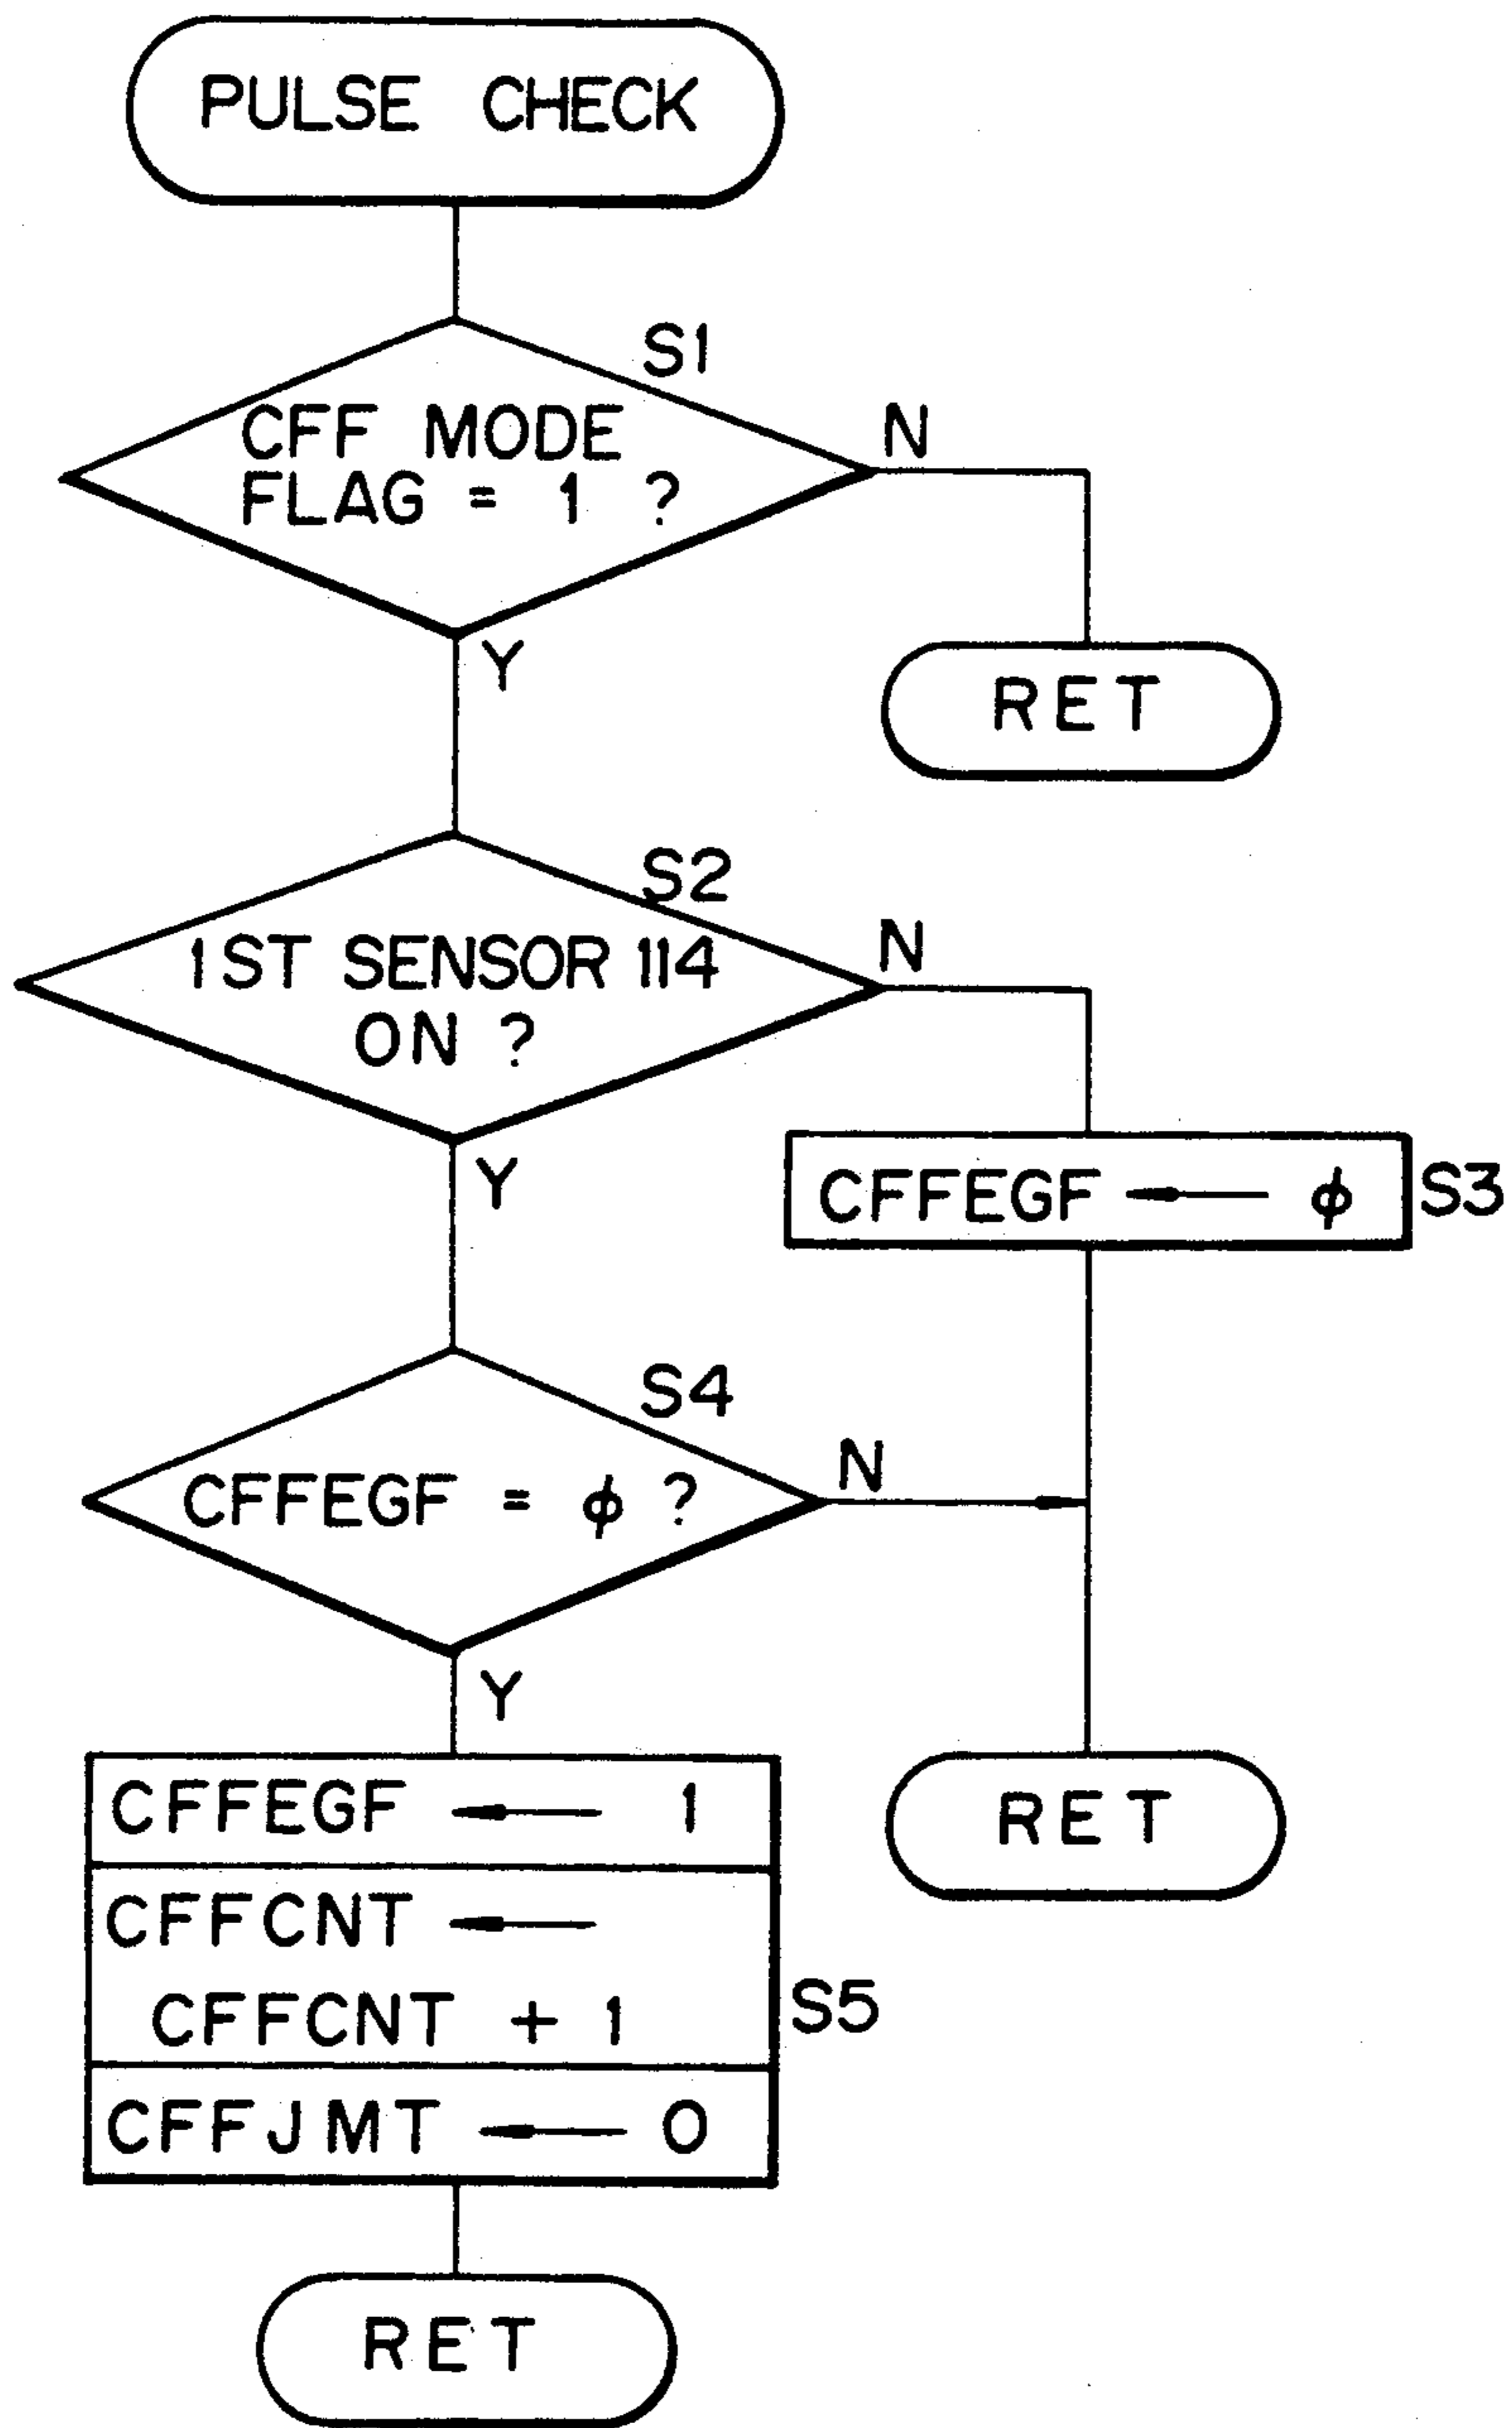 PULSE CHECK
S1
CFF MODE
FLAG = 1 ?
N
Y
RET
S2
1ST SENSOR 114
ON ?
N
Y
CFFEGF ← ϕ
S3
S4
CFFEGF = ϕ ?
N
Y
CFFEGF ← 1
CFFCNT ←
CFFCNT + 1
S5
CFFJMT ← 0
RET
RET